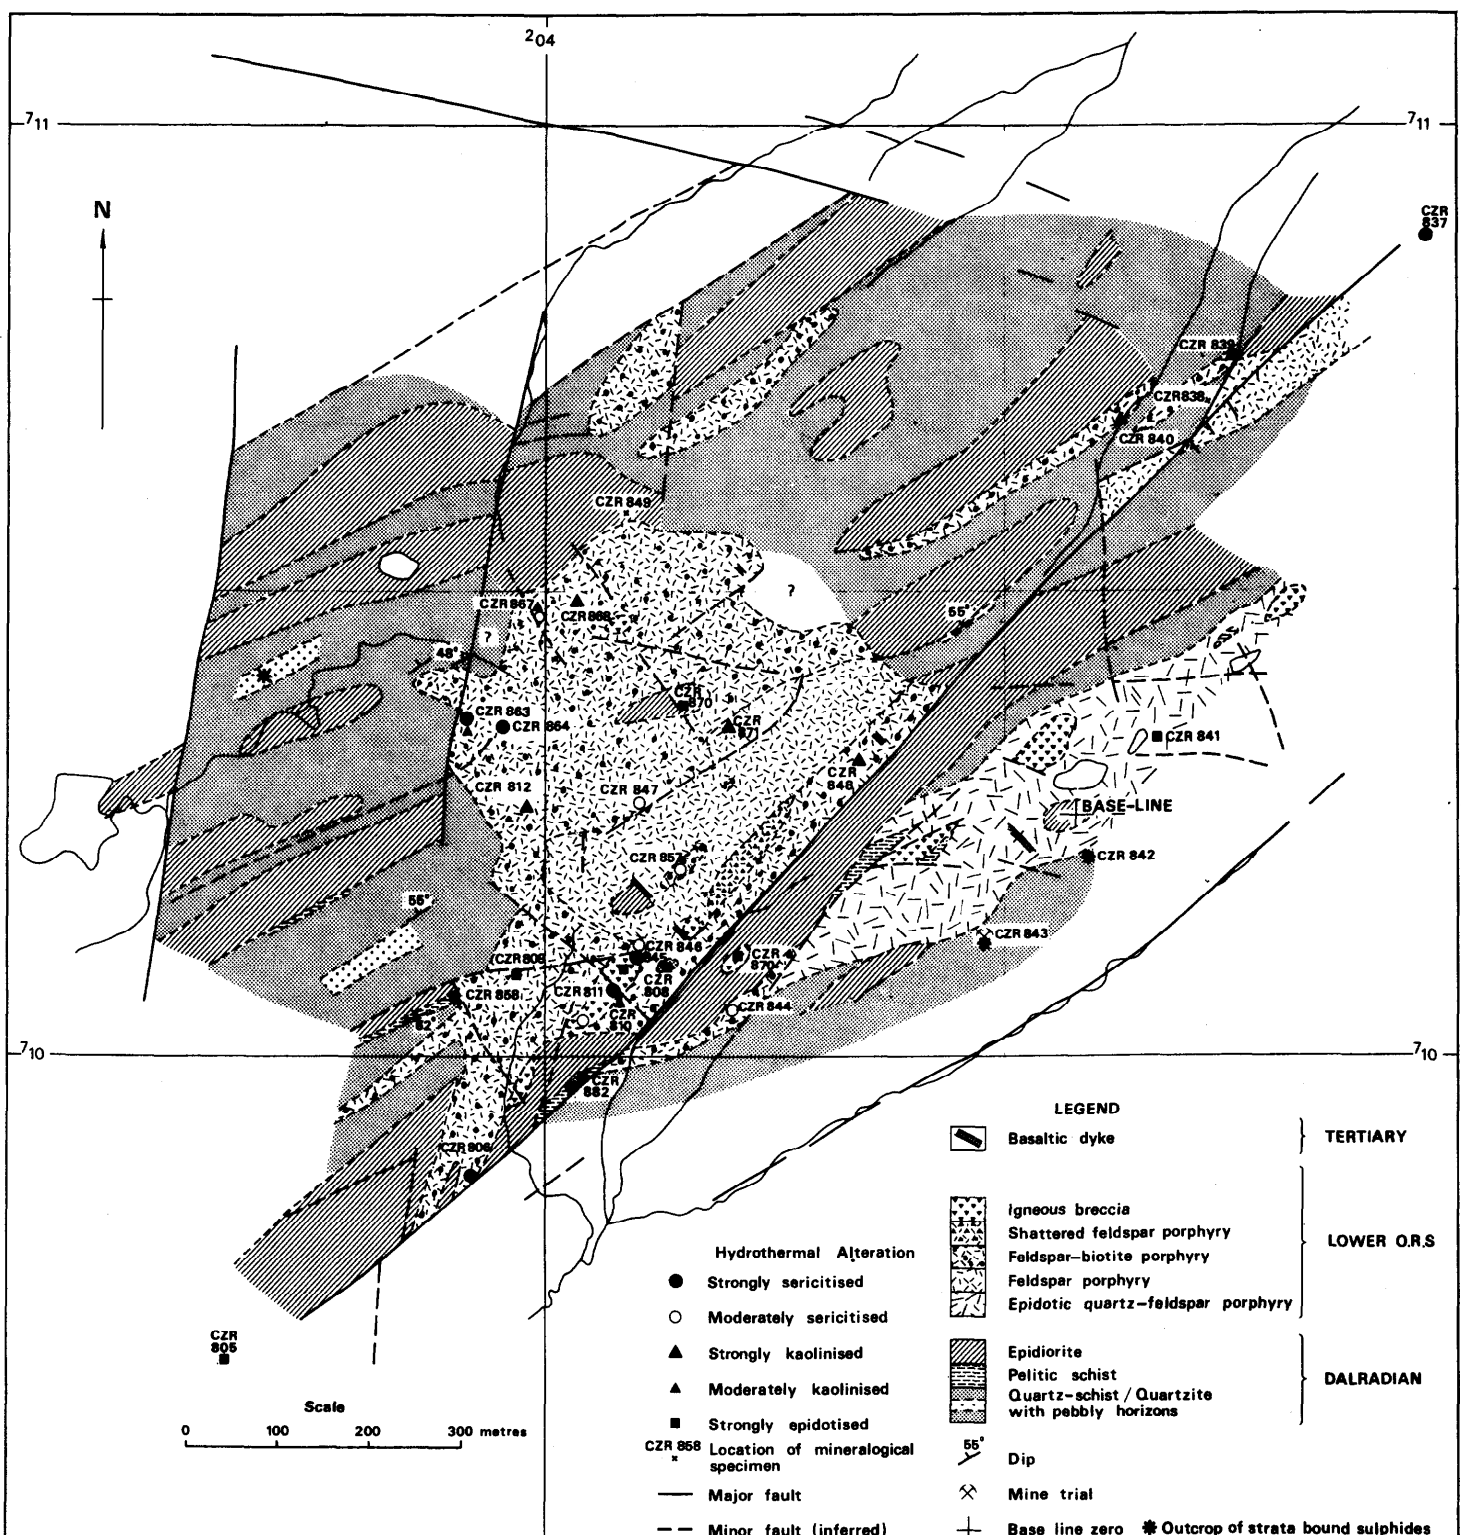 204
711
711
N
CZR
837
CZR 839
CZR838
CZR 840
CZR 849
?
CZR 867
CZR 868
55°
?
48°
CZR
870
CZR 863
CZR 864
CZR
871
CZR 841
CZR
848
CZR 812
CZR 847
BASE-LINE
CZR 842
CZR 857
55°
CZR 843
CZR 846
845
CZR 809
CZR
CZR 858
CZR 811
CZR
808
CZR 844
CZR
810
62
710
710
CZR
882
CZR 806
CZR
805
Scale
0 100 200 300 metres
Hydrothermal Alteration
Strongly sericitised
Moderately sericitised
Strongly kaolinised
Moderately kaolinised
Strongly epidotised
CZR 858 Location of mineralogical
specimen
Major fault
Minor fault (inferred)
LEGEND
Basaltic dyke
TERTIARY
Igneous breccia
Shattered feldspar porphyry
Feldspar-biotite porphyry
Feldspar porphyry
Epidotic quartz-feldspar porphyry
LOWER O.R.S
Epidiorite
Pelitic schist
Quartz-schist / Quartzite
with pebbly horizons
DALRADIAN
55° Dip
Mine trial
Base line zero
Outcrop of strata bound sulphides